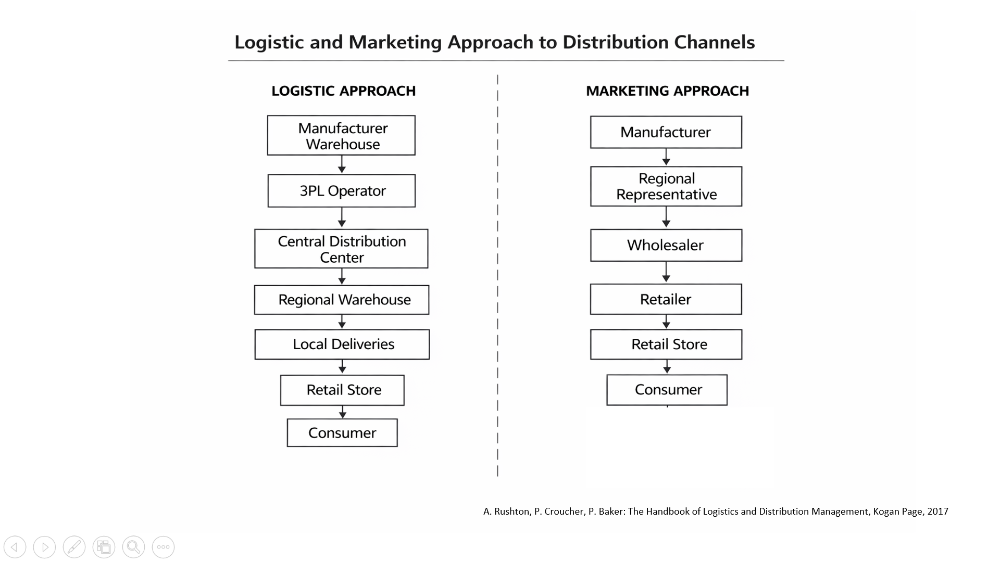 Logistic and Marketing Approach to Distribution Channels
LOGISTIC APPROACH
Manufacturer
Warehouse
3PL Operator
Central Distribution
Center
Regional Warehouse
Local Deliveries
Retail Store
Consumer
MARKETING APPROACH
Manufacturer
Regional
Representative
Wholesaler
Retailer
Retail Store
Consumer
A. Rushton, P. Croucher, P. Baker: The Handbook of Logistics and Distribution Management, Kogan Page, 2017